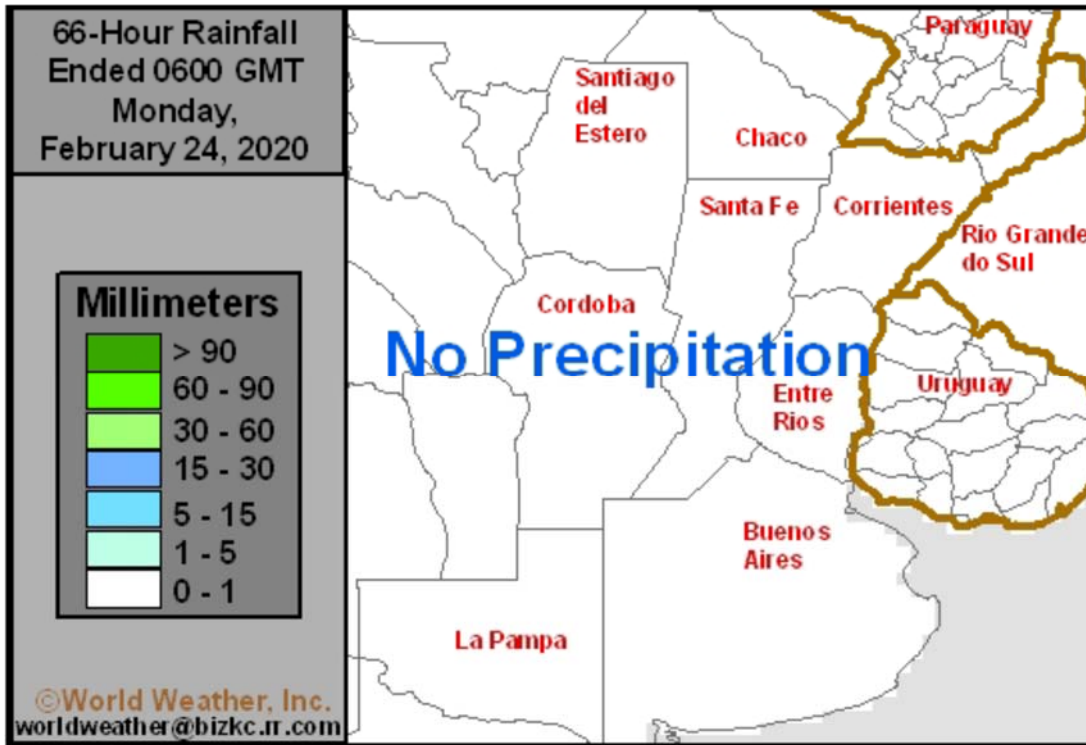 66-Hour Rainfall
Ended 0600 GMT
Monday,
February 24, 2020
Millimeters
> 90
60 - 90
30 - 60
15 - 30
5 - 15
1 - 5
0 - 1
©World Weather, Inc.
worldweather@bizkc.rr.com
Paraguay
Santiago
del
Estero
Chaco
Santa Fe
Corrientes
Rio Grande
do Sul
Cordoba
No Precipitation
Entre
Rios
Uruguay
Buenos
Aires
La Pampa